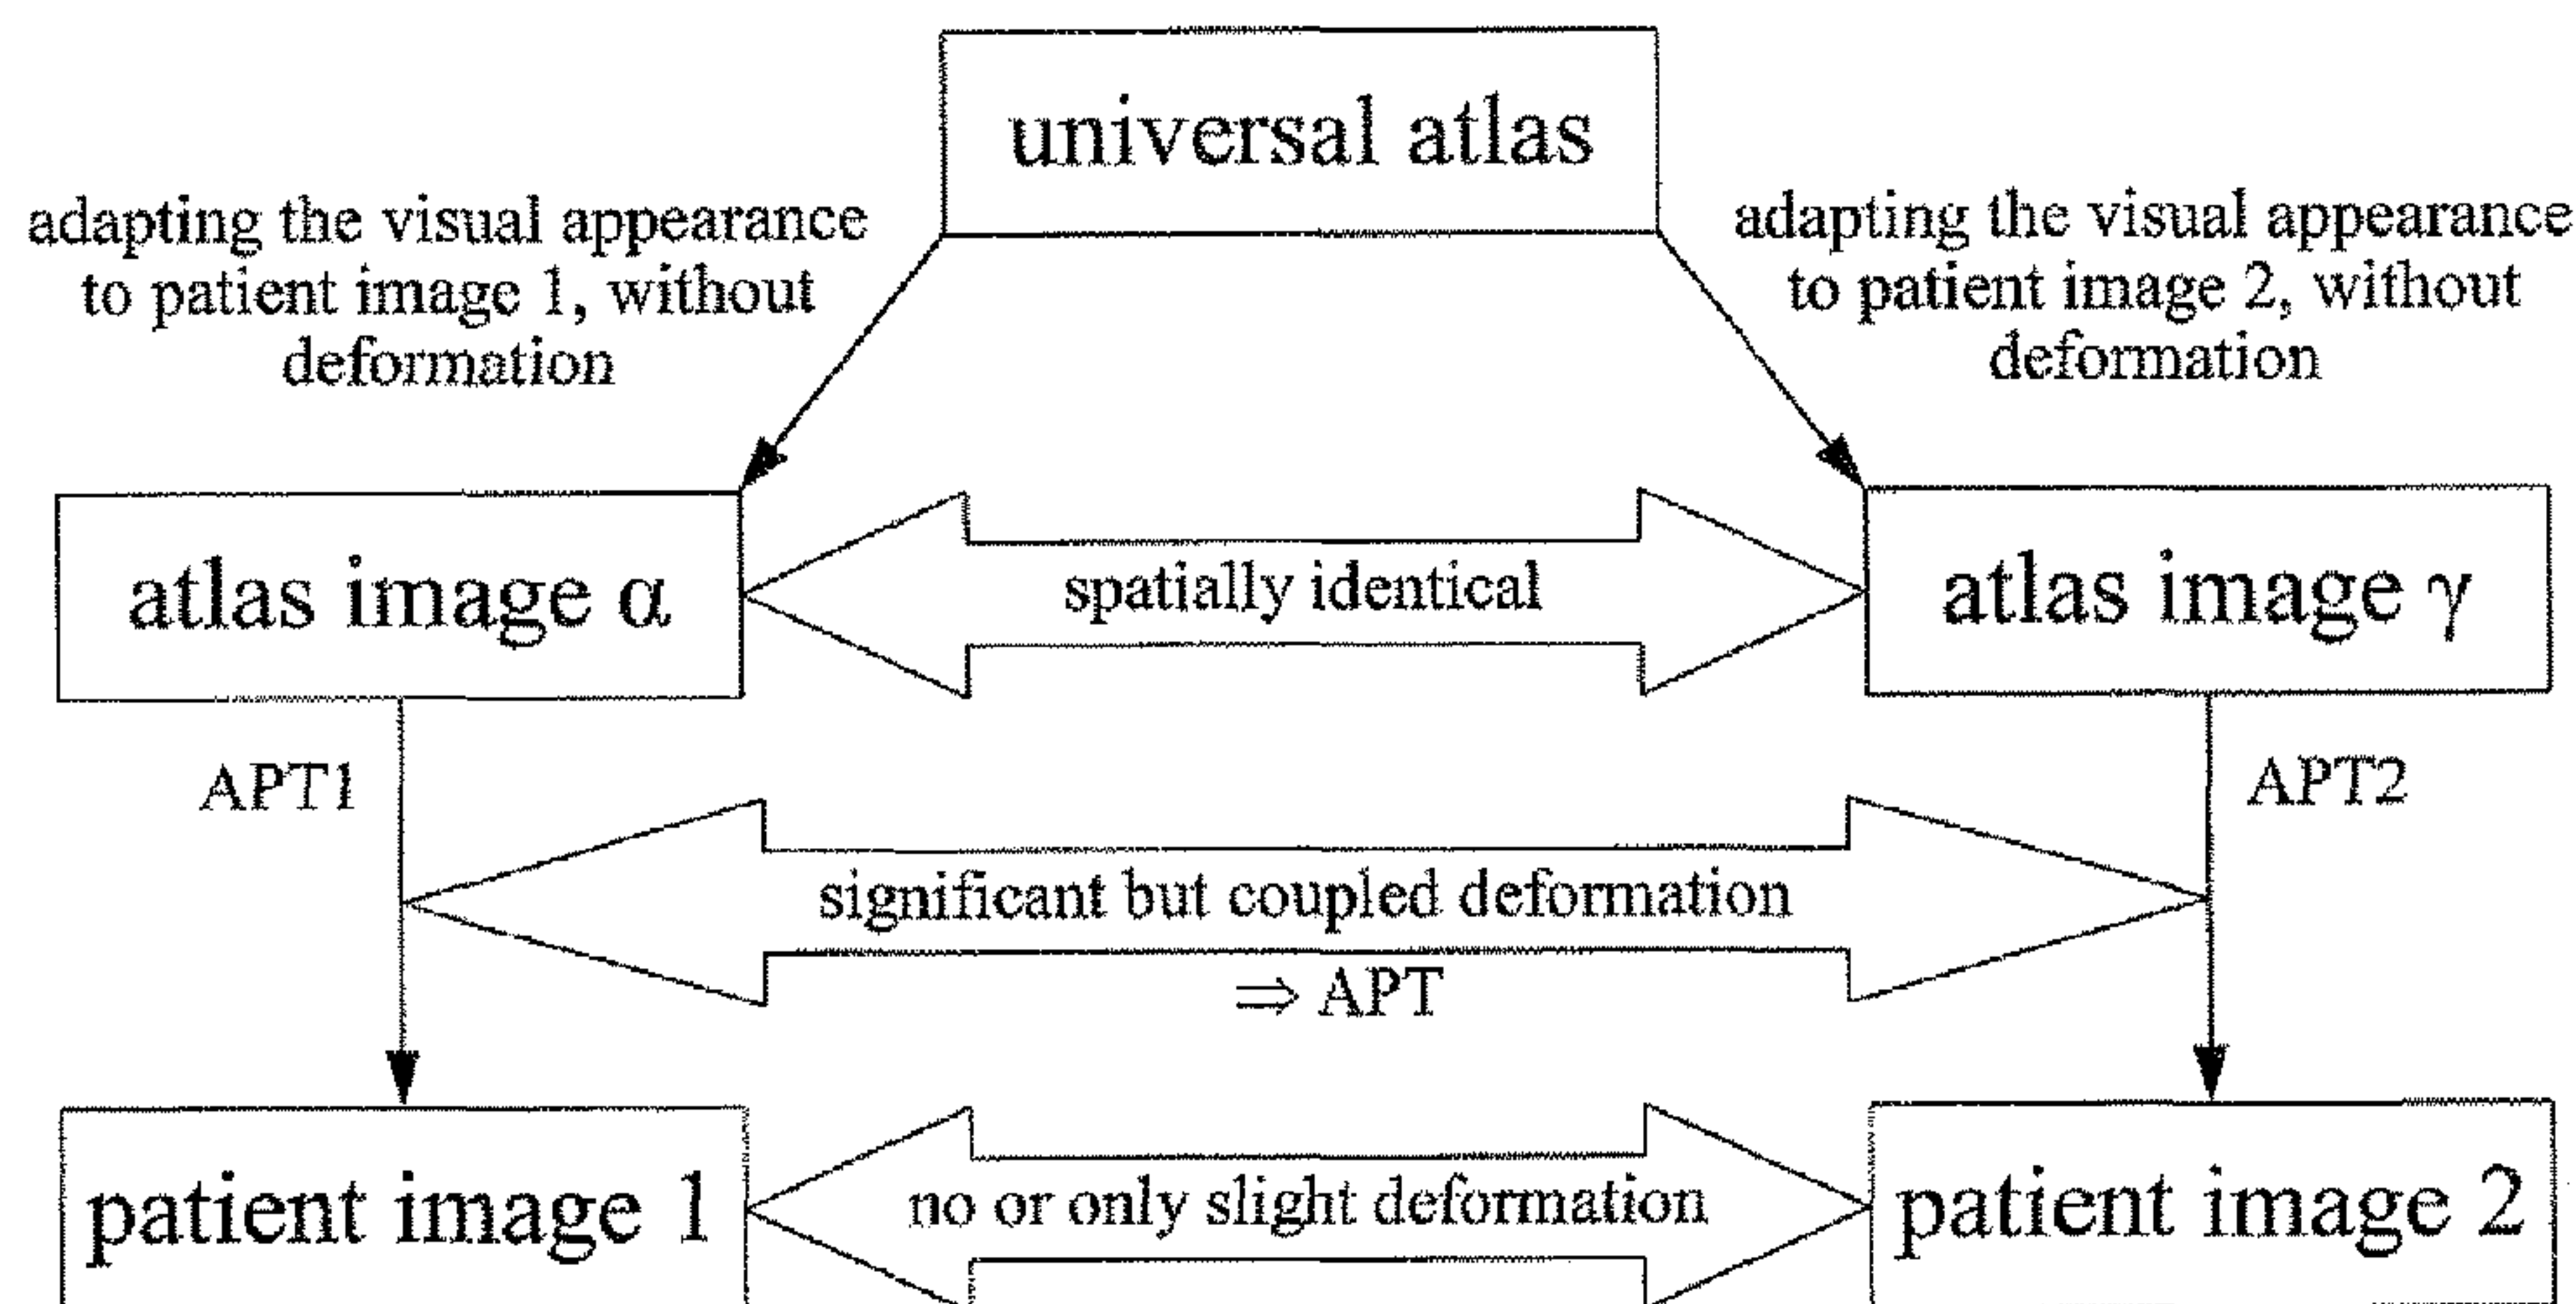 universal atlas
adapting the visual appearance
to patient image 1, without
deformation
adapting the visual appearance
to patient image 2, without
deformation
atlas image α
spatially identical
atlas image γ
APT1
APT2
significant but coupled deformation
⇒ APT
patient image 1
no or only slight deformation
patient image 2